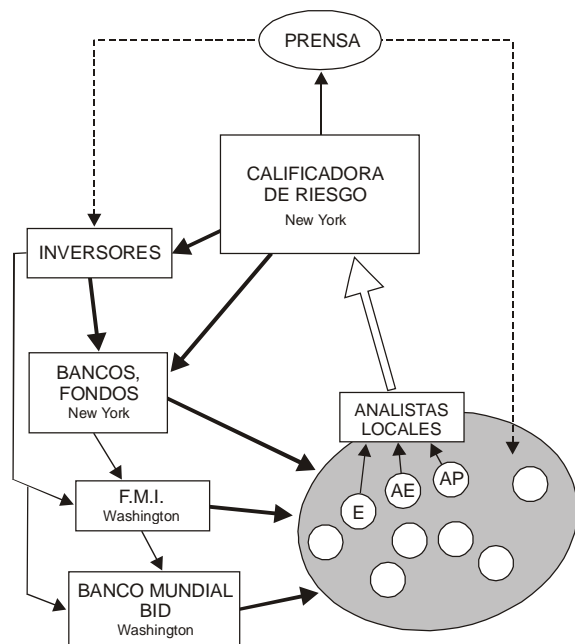 PRENSA
CALIFICADORA
DE RIESGO
New York
INVERSORES
BANCOS,
FONDOS
New York
ANALISTAS
LOCALES
E
AE
AP
F.M.I.
Washington
BANCO MUNDIAL
BID
Washington